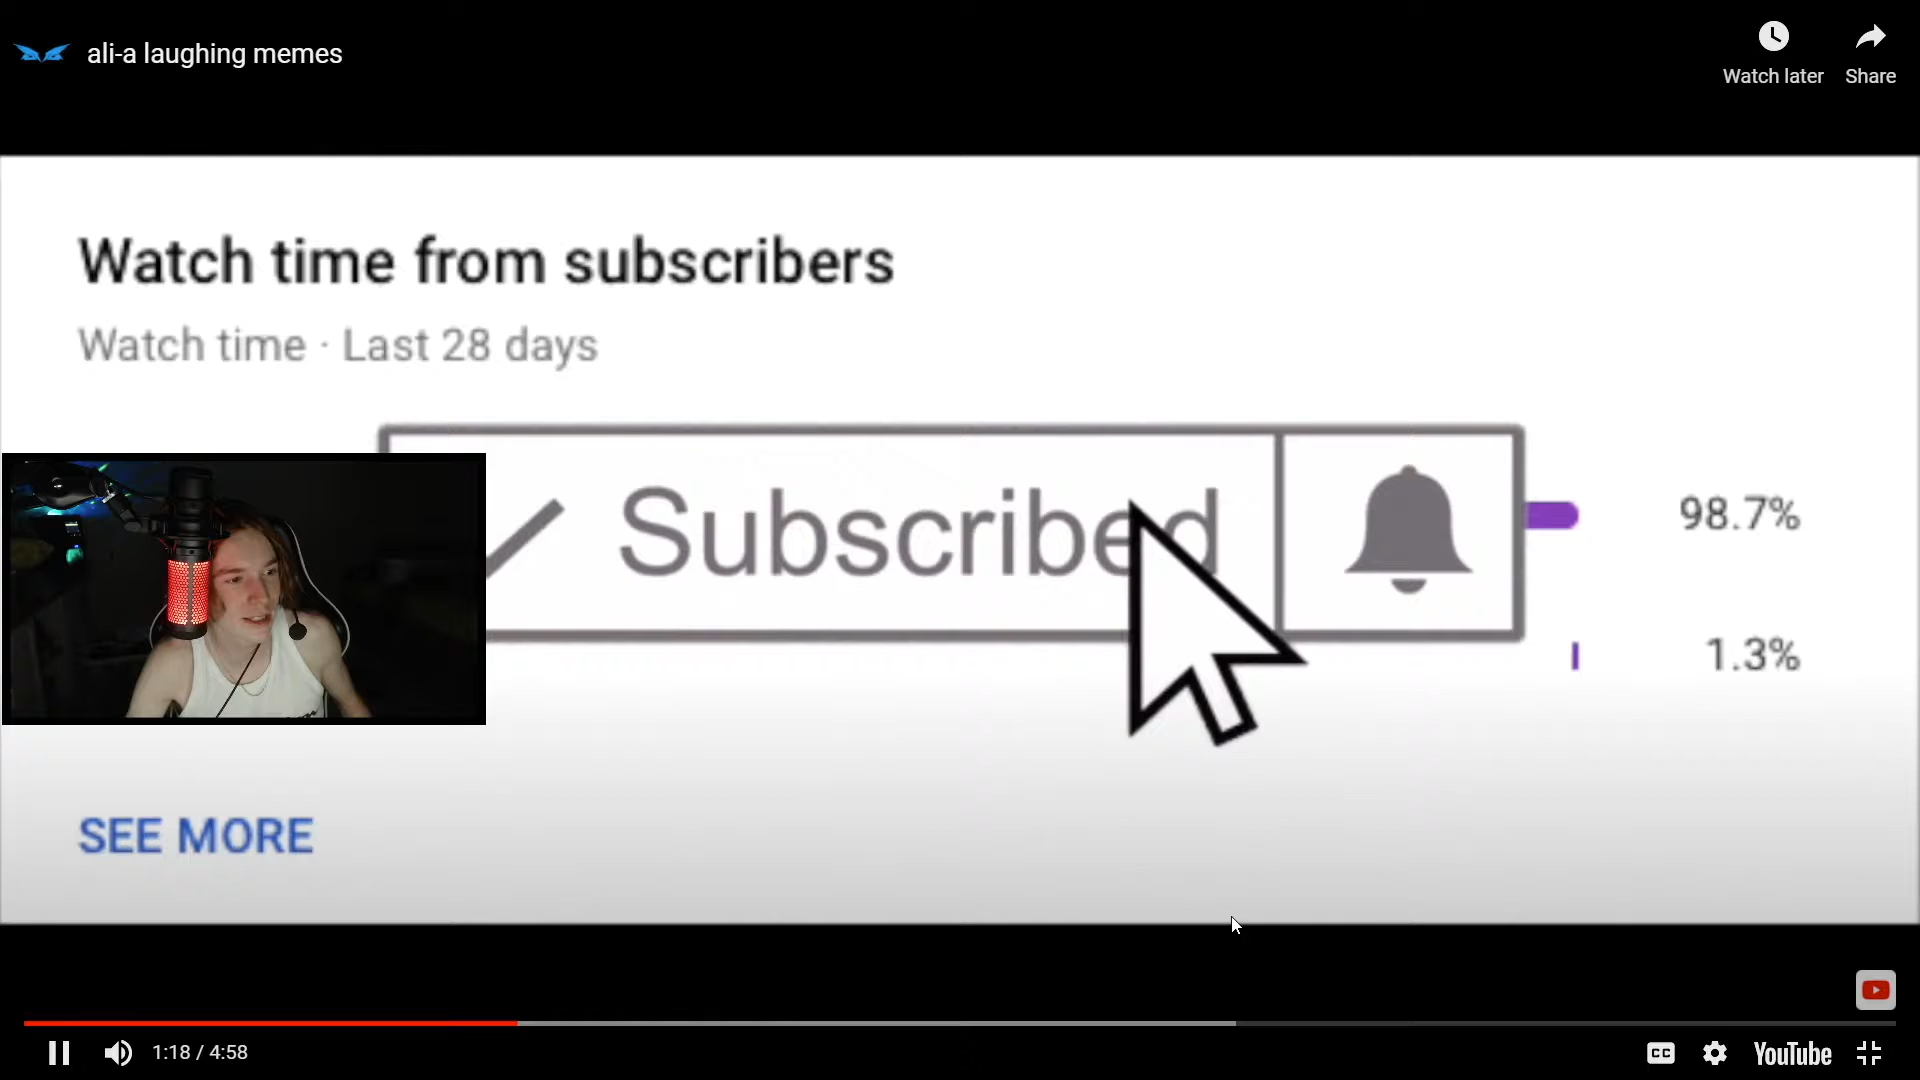 ali-a laughing memes
Watch later
Share
Watch time from subscribers
Watch time · Last 28 days
Subscribed
98.7%
1.3%
SEE MORE
1:18 / 4:58
CC
YouTube